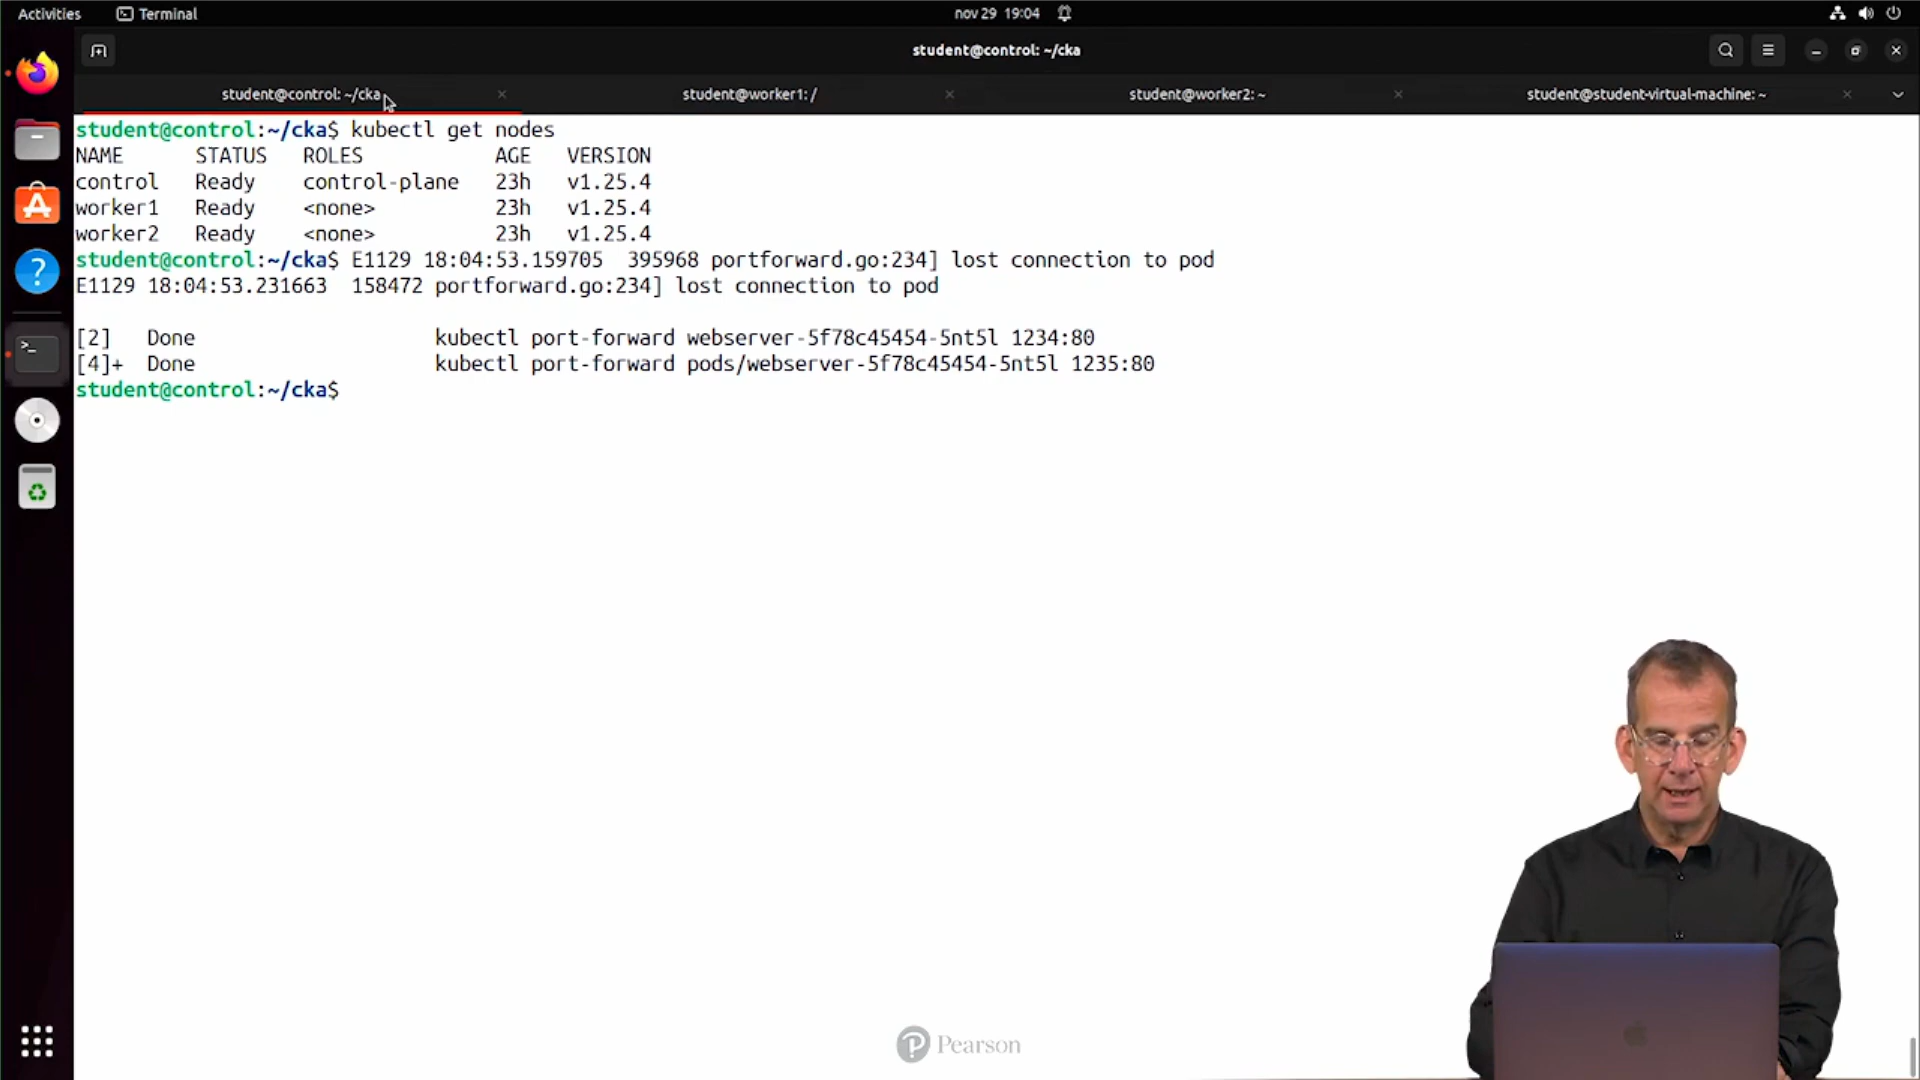 Activities Terminal nov 29 19:04
student@control: ~/cka
student@control: ~/cka student@worker1: / student@worker2: ~ student@student-virtual-machine: ~
student@control:~/cka$ kubectl get nodes
NAME STATUS ROLES AGE VERSION
control Ready control-plane 23h v1.25.4
worker1 Ready <none> 23h v1.25.4
worker2 Ready <none> 23h v1.25.4
student@control:~/cka$ E1129 18:04:53.159705 395968 portforward.go:234] lost connection to pod
E1129 18:04:53.231663 158472 portforward.go:234] lost connection to pod
[2] Done kubectl port-forward webserver-5f78c45454-5nt5l 1234:80
[4]+ Done kubectl port-forward pods/webserver-5f78c45454-5nt5l 1235:80
student@control:~/cka$
Pearson